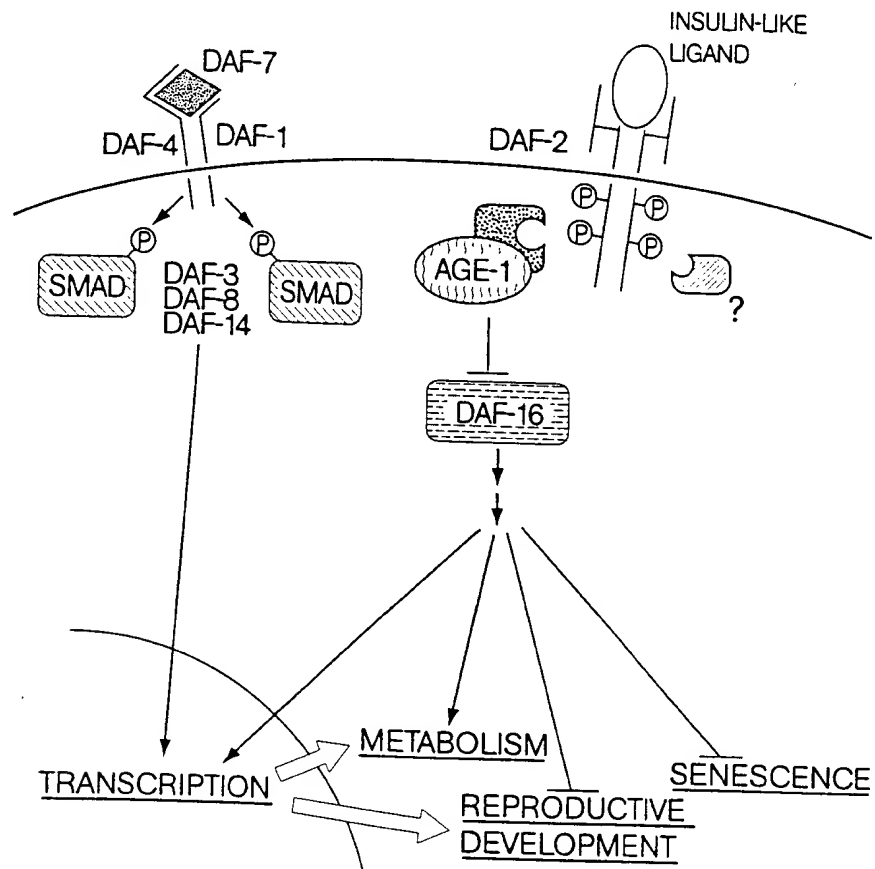 INSULIN-LIKE
LIGAND
DAF-7
DAF-4
DAF-1
DAF-2
P
P
P
P
P
P
SMAD
DAF-3
DAF-8
DAF-14
SMAD
AGE-1
?
DAF-16
METABOLISM
TRANSCRIPTION
SENESCENCE
REPRODUCTIVE
DEVELOPMENT